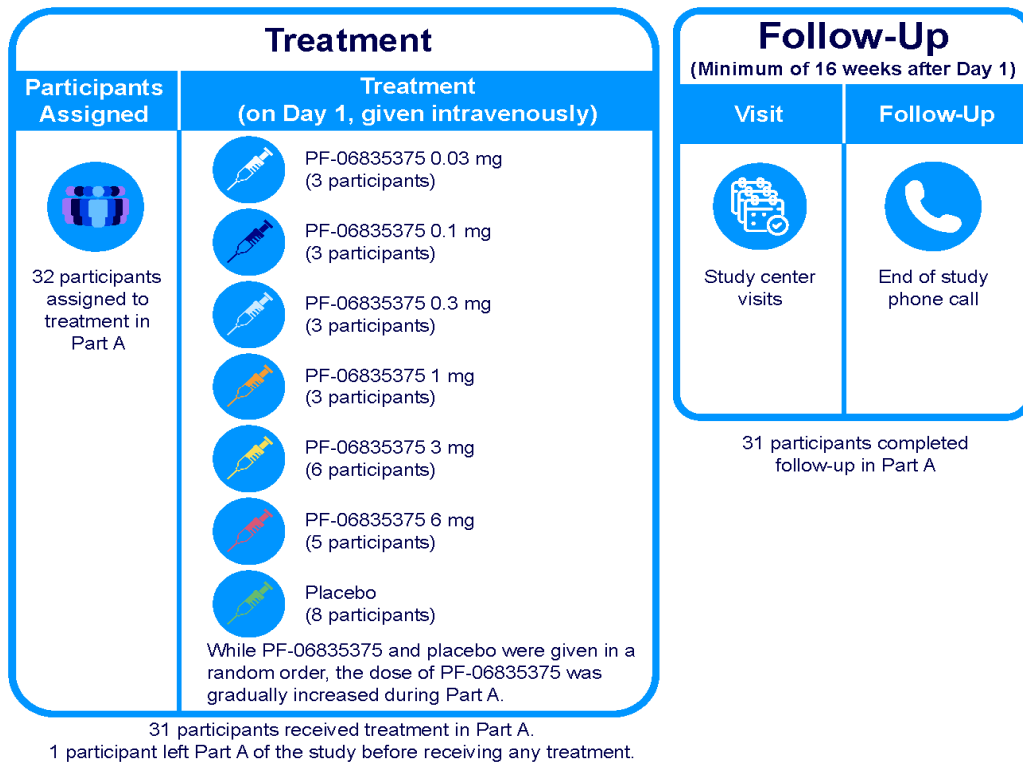 Treatment
Participants
Assigned
Treatment
(on Day 1, given intravenously)
32 participants
assigned to
treatment in
Part A
PF-06835375 0.03 mg
(3 participants)
PF-06835375 0.1 mg
(3 participants)
PF-06835375 0.3 mg
(3 participants)
PF-06835375 1 mg
(3 participants)
PF-06835375 3 mg
(6 participants)
PF-06835375 6 mg
(5 participants)
Placebo
(8 participants)
While PF-06835375 and placebo were given in a
random order, the dose of PF-06835375 was
gradually increased during Part A.
31 participants received treatment in Part A.
1 participant left Part A of the study before receiving any treatment.
Follow-Up
(Minimum of 16 weeks after Day 1)
Visit
Follow-Up
Study center
visits
End of study
phone call
31 participants completed
follow-up in Part A